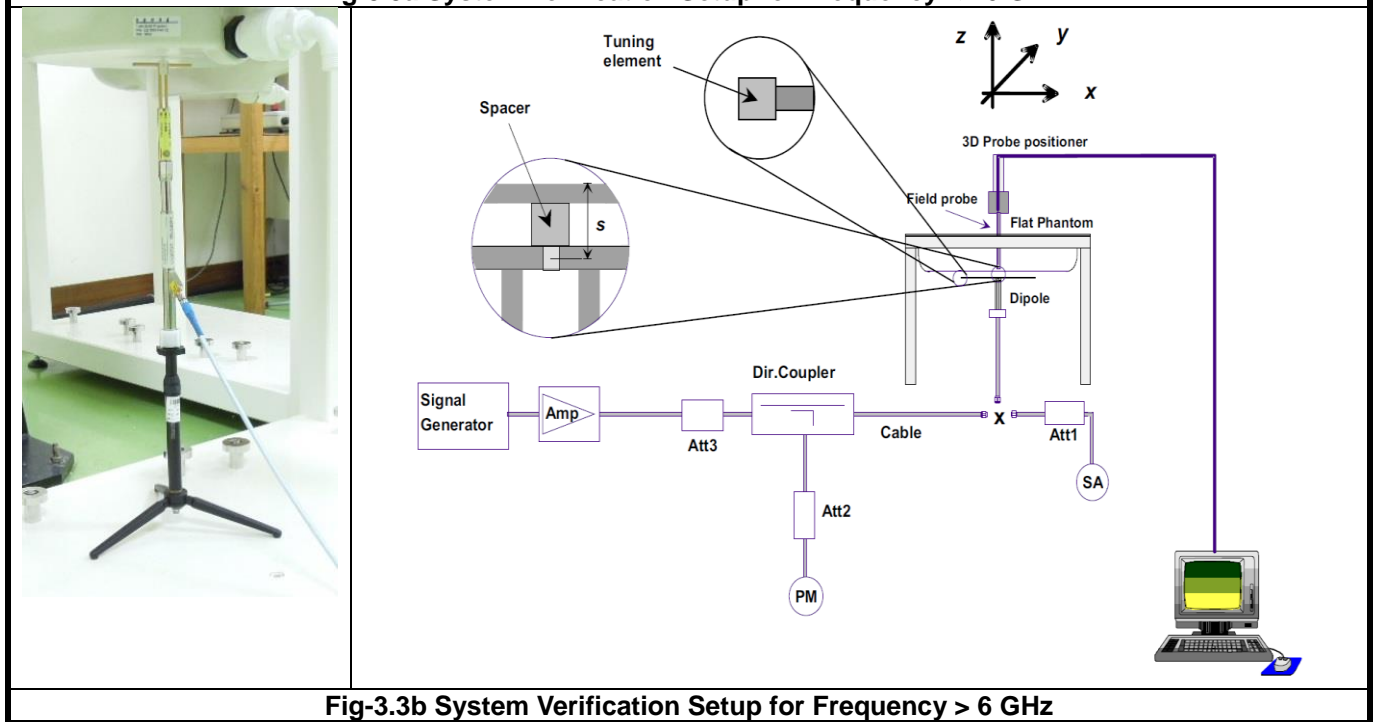 Tuning
element
Spacer
s
z
y
x
3D Probe positioner
Field probe
Flat Phantom
Dipole
Signal
Generator
Amp
Att3
Dir.Coupler
Cable
x
Att1
SA
Att2
PM
Fig-3.3b System Verification Setup for Frequency > 6 GHz